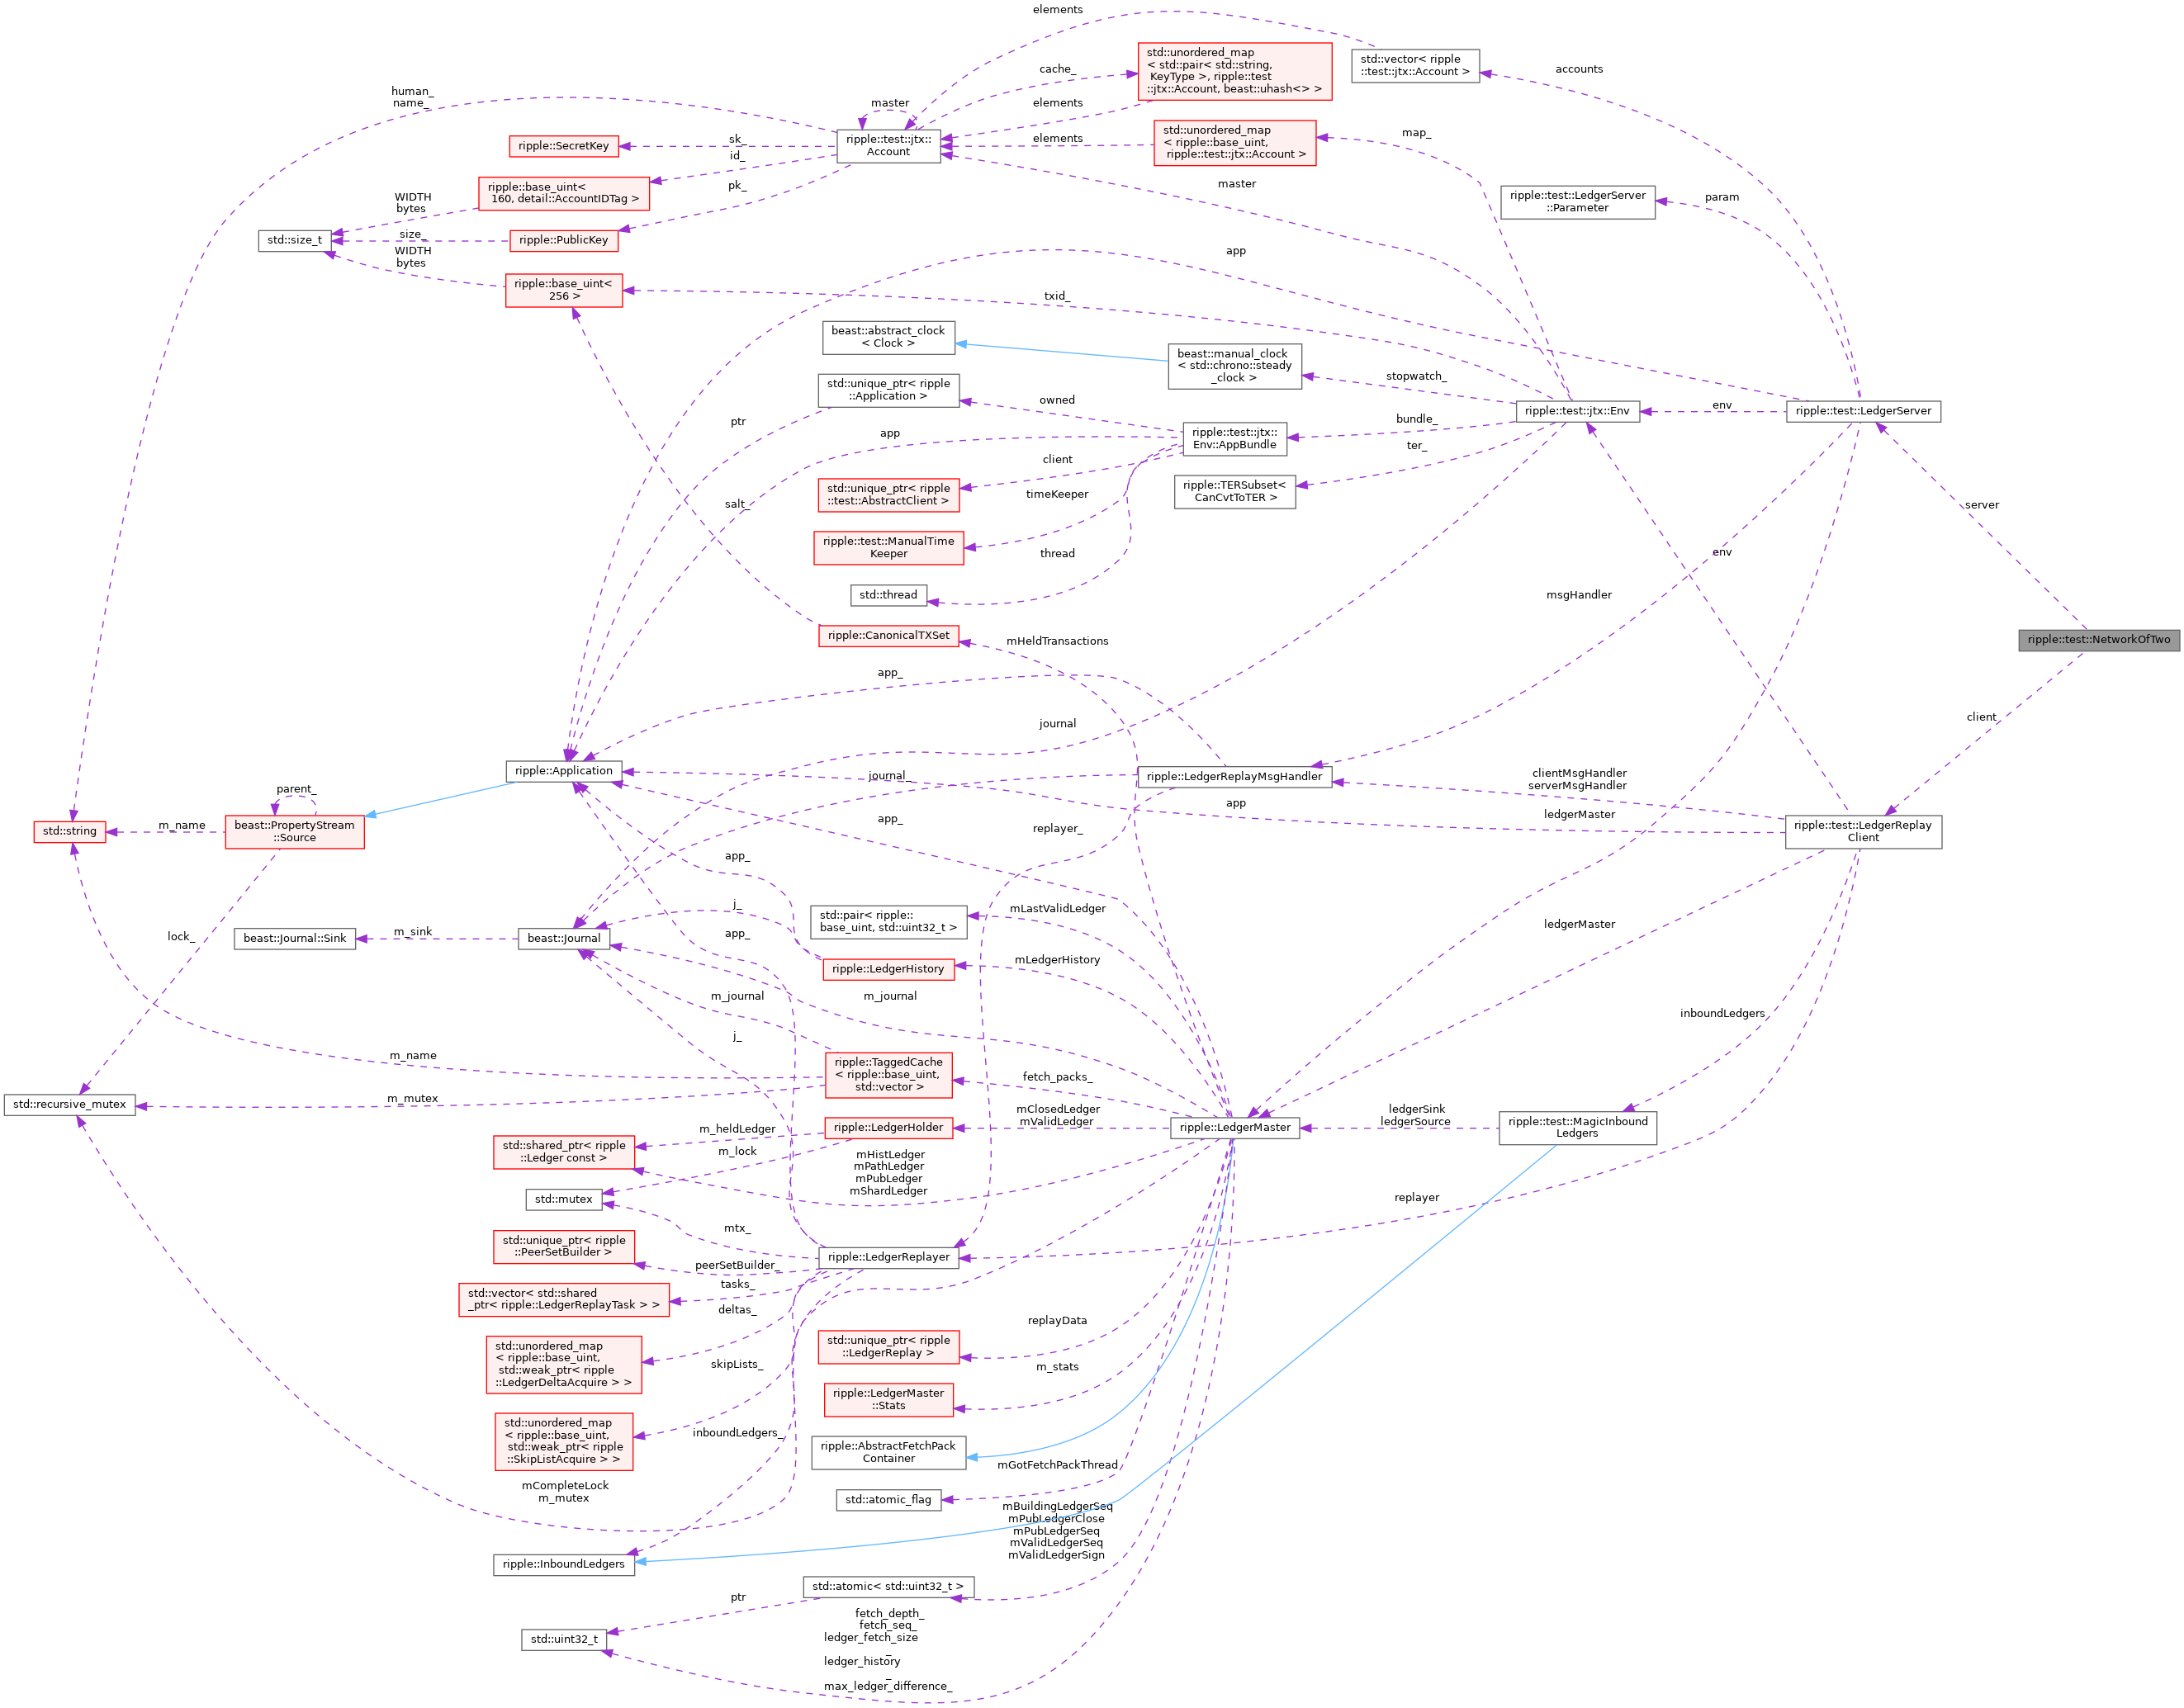 elements
std::unordered_map
< std::pair< std::string,
KeyType >, ripple::test
::jtx::Account, beast::uhash<> >
std::vector< ripple
::test::jtx::Account >
accounts
cache_
human_
name_
master
elements
std::unordered_map
< ripple::base_uint,
ripple::test::jtx::Account >
map_
ripple::SecretKey
sk_
ripple::test::jtx::
Account
elements
id_
ripple::base_uint<
160, detail::AccountIDTag >
pk_
master
ripple::test::LedgerServer
::Parameter
param
WIDTH
bytes
std::size_t
size_
ripple::PublicKey
WIDTH
bytes
app
ripple::base_uint<
256 >
txid_
beast::abstract_clock
< Clock >
beast::manual_clock
< std::chrono::steady
_clock >
stopwatch_
std::unique_ptr< ripple
::Application >
owned
ripple::test::jtx::Env
env
ripple::test::LedgerServer
ptr
app
ripple::test::jtx::
Env::AppBundle
bundle_
ter_
client
std::unique_ptr< ripple
::test::AbstractClient >
ripple::TERSubset<
CanCvtToTER >
salt_
timeKeeper
server
ripple::test::ManualTime
Keeper
thread
env
std::thread
msgHandler
ripple::CanonicalTXSet
mHeldTransactions
ripple::test::NetworkOfTwo
app_
journal
client
ripple::Application
journal_
ripple::LedgerReplayMsgHandler
clientMsgHandler
serverMsgHandler
parent_
app
ledgerMaster
std::string
m_name
beast::PropertyStream
::Source
app_
replayer_
ripple::test::LedgerReplay
Client
app_
j_
std::pair< ripple::
base_uint, std::uint32_t >
mLastValidLedger
ledgerMaster
lock_
beast::Journal::Sink
m_sink
beast::Journal
app_
ripple::LedgerHistory
mLedgerHistory
m_journal
m_journal
inboundLedgers
j_
m_name
ripple::TaggedCache
< ripple::base_uint,
std::vector >
fetch_packs_
std::recursive_mutex
m_mutex
mClosedLedger
mValidLedger
ledgerSink
ledgerSource
m_heldLedger
ripple::LedgerHolder
ripple::LedgerMaster
ripple::test::MagicInbound
Ledgers
std::shared_ptr< ripple
::Ledger const >
m_lock
mHistLedger
mPathLedger
mPubLedger
mShardLedger
std::mutex
replayer
mtx_
std::unique_ptr< ripple
::PeerSetBuilder >
ripple::LedgerReplayer
peerSetBuilder_
tasks_
std::vector< std::shared
_ptr< ripple::LedgerReplayTask > >
deltas_
replayData
std::unordered_map
< ripple::base_uint,
std::weak_ptr< ripple
::LedgerDeltaAcquire > >
std::unique_ptr< ripple
::LedgerReplay >
skipLists_
m_stats
ripple::LedgerMaster
::Stats
std::unordered_map
< ripple::base_uint,
std::weak_ptr< ripple
::SkipListAcquire > >
inboundLedgers_
ripple::AbstractFetchPack
Container
mGotFetchPackThread
mCompleteLock
m_mutex
std::atomic_flag
mBuildingLedgerSeq
mPubLedgerClose
mPubLedgerSeq
mValidLedgerSeq
mValidLedgerSign
ripple::InboundLedgers
std::atomic< std::uint32_t >
ptr
std::uint32_t
fetch_depth_
fetch_seq_
ledger_fetch_size
_
ledger_history
_
max_ledger_difference_